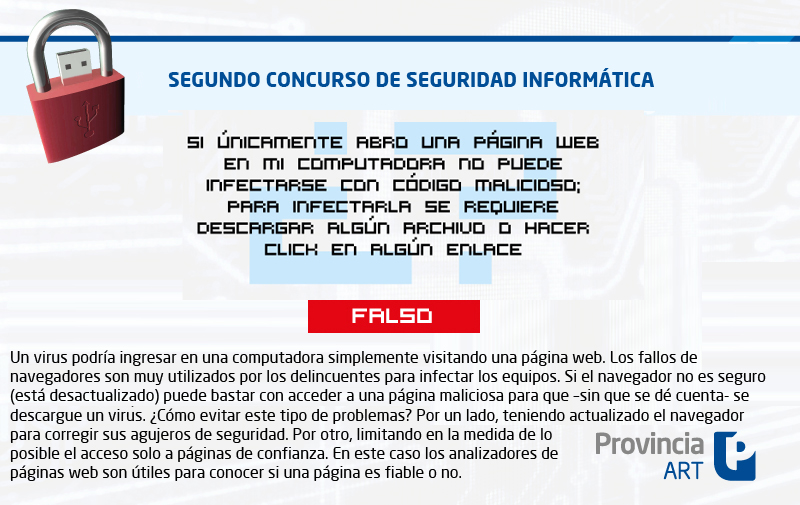 SEGUNDO CONCURSO DE SEGURIDAD INFORMÁTICA
SI ÚNICAMENTE ABRO UNA PÁGINA WEB
EN MI COMPUTADORA NO PUEDE
INFECTARSE CON CÓDIGO MALICIOSO;
PARA INFECTARLA SE REQUIERE
DESCARGAR ALGÚN ARCHIVO O HACER
CLICK EN ALGÚN ENLACE
FALSO
Un virus podría ingresar en una computadora simplemente visitando una página web. Los fallos de
navegadores son muy utilizados por los delincuentes para infectar los equipos. Si el navegador no es seguro
(está desactualizado) puede bastar con acceder a una página maliciosa para que –sin que se dé cuenta- se
descargue un virus. ¿Cómo evitar este tipo de problemas? Por un lado, teniendo actualizado el navegador
para corregir sus agujeros de seguridad. Por otro, limitando en la medida de lo
posible el acceso solo a páginas de confianza. En este caso los analizadores de
páginas web son útiles para conocer si una página es fiable o no.
Provincia
ART